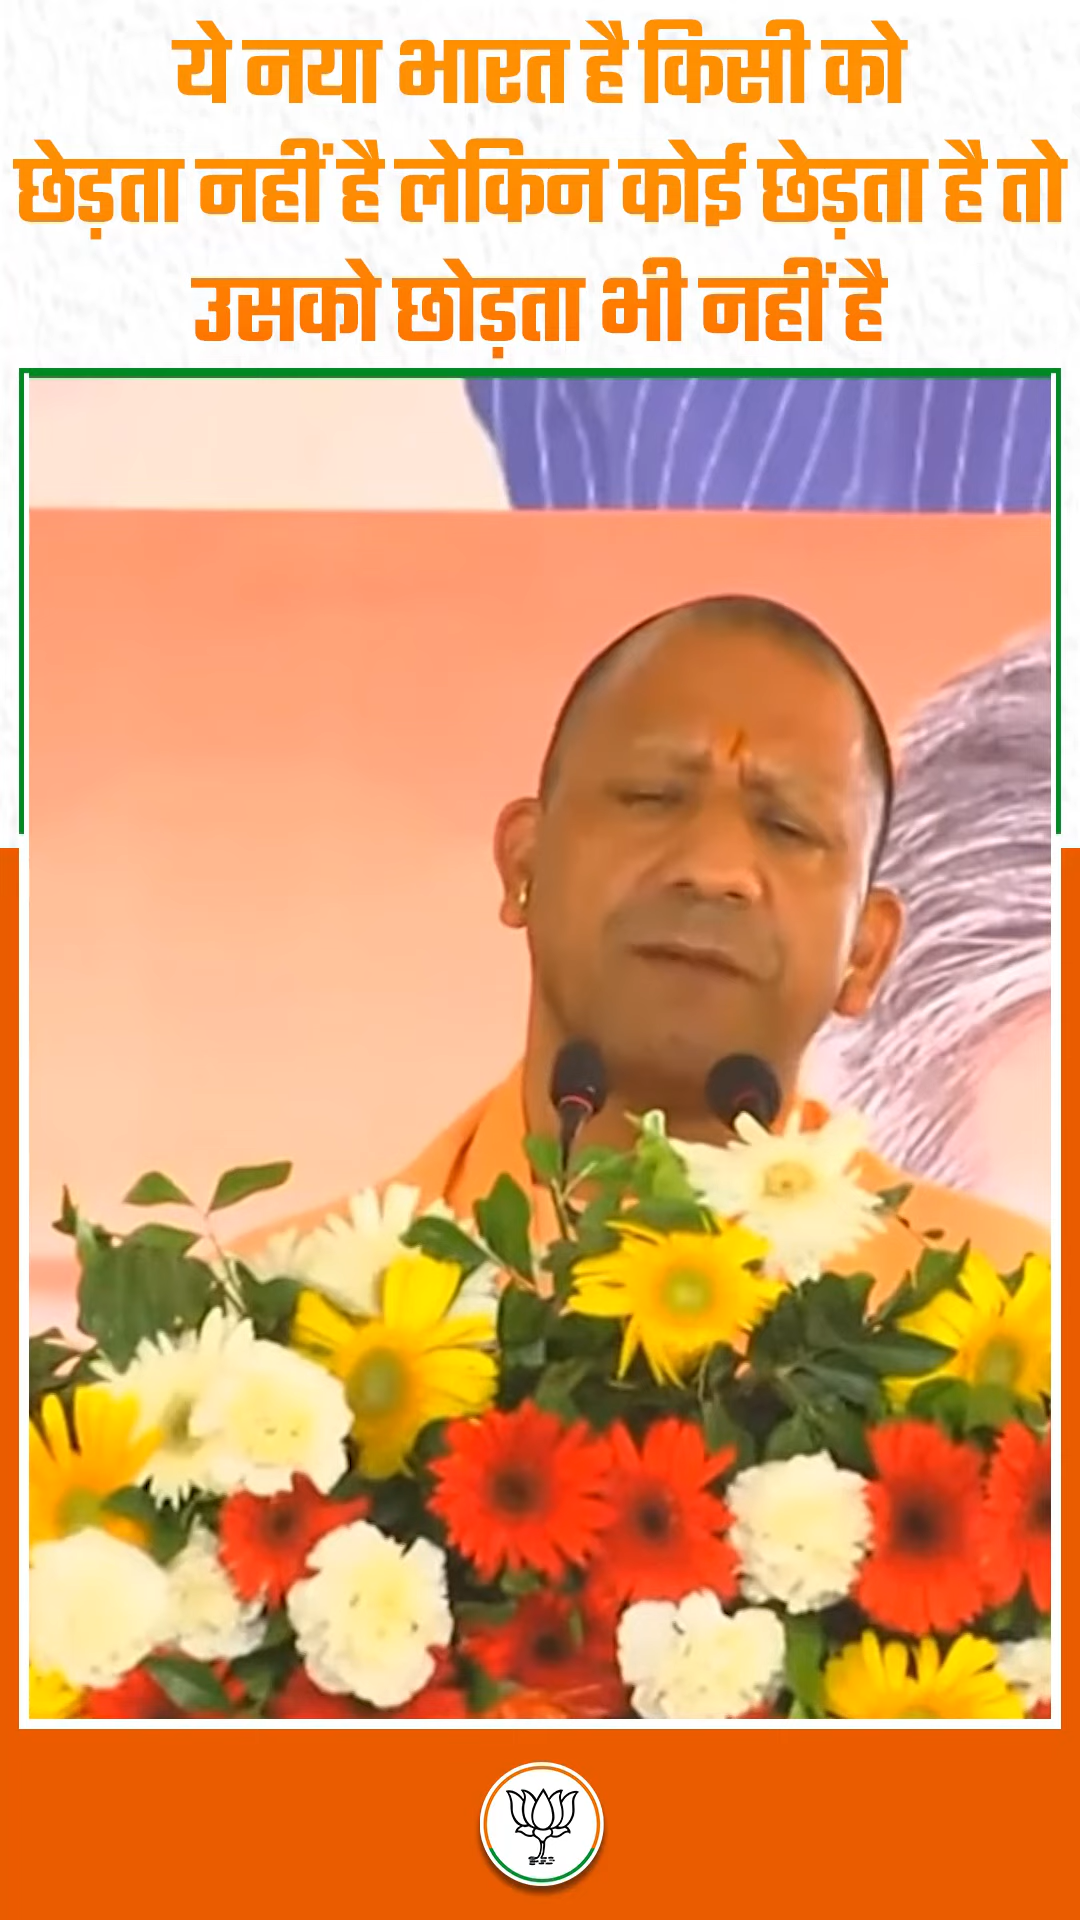 ये नया भारत है किसी को
छेड़ता नहीं है लेकिन कोई छेड़ता है तो
उसको छोड़ता भी नहीं है